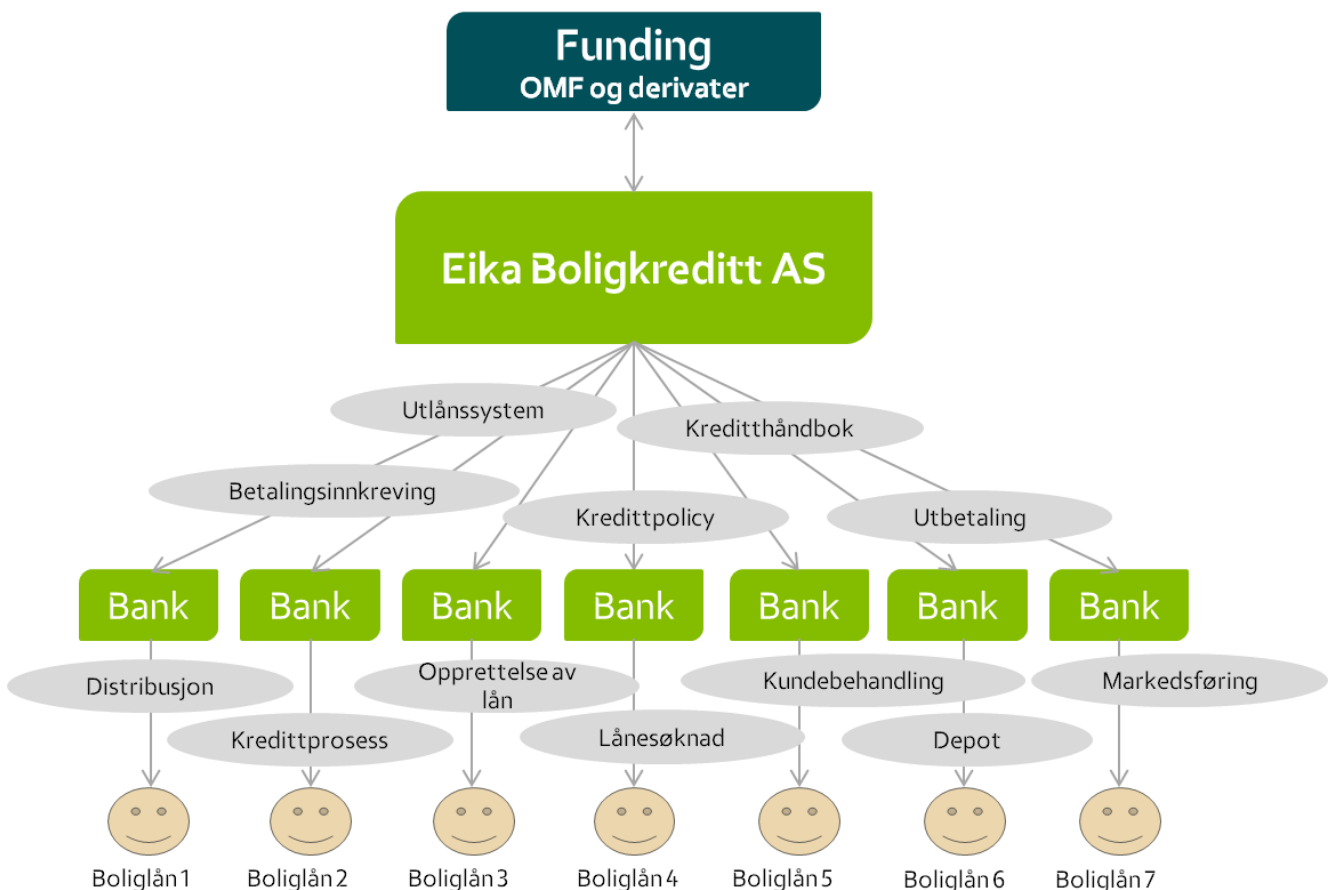 Funding
OMF og derivater
Eika Boligkreditt AS
Utlånssystem
Kreditthåndbok
Betalingsinnkreving
Kredittpolicy
Utbetaling
Bank
Bank
Bank
Bank
Bank
Bank
Bank
Distribusjon
Opprettelse av
lån
Kundebehandling
Markedsføring
Kredittprosess
Lånesøknad
Depot
Boliglån 1
Boliglån 2
Boliglån 3
Boliglån 4
Boliglån 5
Boliglån 6
Boliglån 7